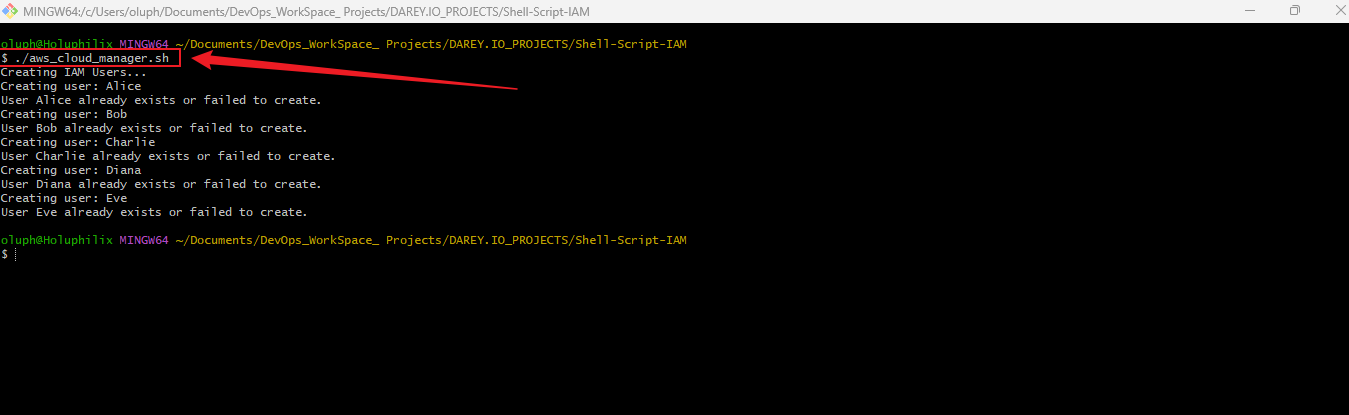 MINGW64:/c/Users/oluph/Documents/DevOps_WorkSpace_ Projects/DAREY.IO_PROJECTS/Shell-Script-IAM
oluph@Holuphilix MINGW64 ~/Documents/DevOps_WorkSpace_ Projects/DAREY.IO_PROJECTS/Shell-Script-IAM
$ ./aws_cloud_manager.sh
Creating IAM Users...
Creating user: Alice
User Alice already exists or failed to create.
Creating user: Bob
User Bob already exists or failed to create.
Creating user: Charlie
User Charlie already exists or failed to create.
Creating user: Diana
User Diana already exists or failed to create.
Creating user: Eve
User Eve already exists or failed to create.
oluph@Holuphilix MINGW64 ~/Documents/DevOps_WorkSpace_ Projects/DAREY.IO_PROJECTS/Shell-Script-IAM
$